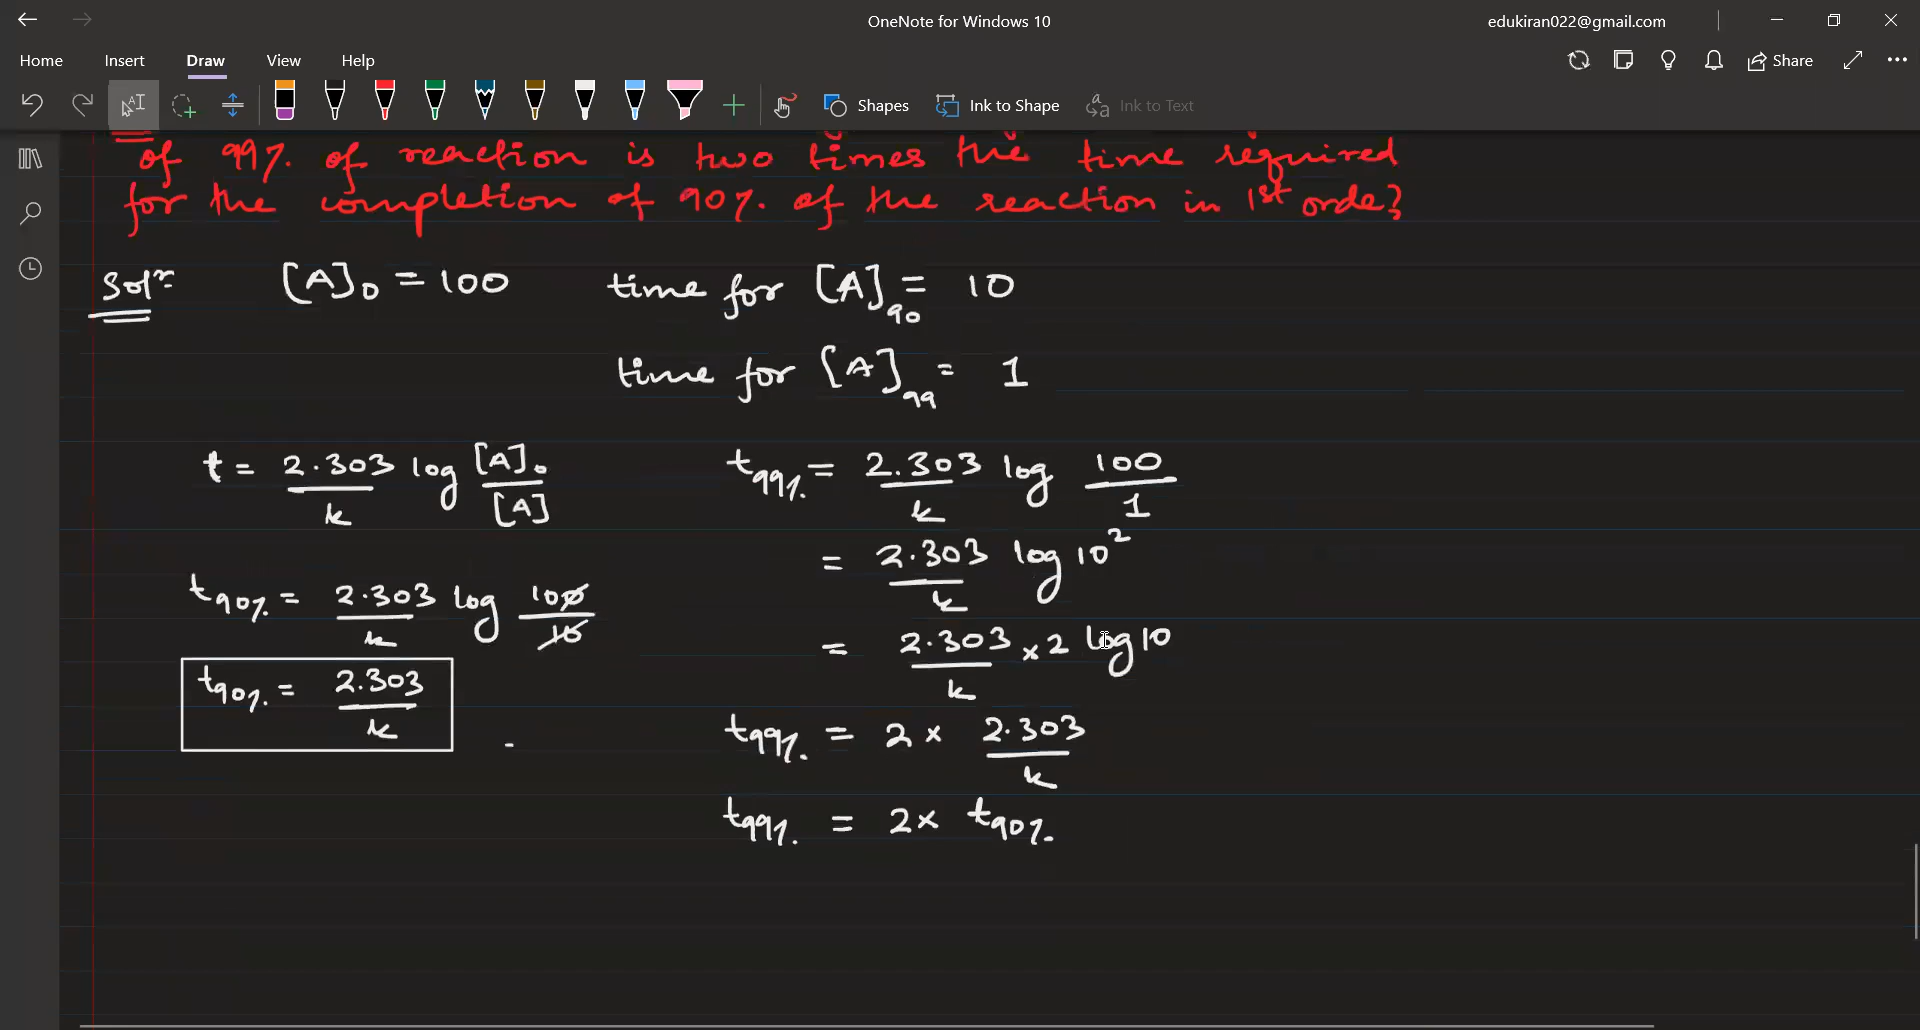 OneNote for Windows 10
edukiran022@gmail.com
Home Insert Draw View Help
Share
Shapes Ink to Shape Ink to Text
of 99%. of reaction is two times the time required
for the completion of 90%. of the reaction in 1st orde?
Solⁿ [A]₀ = 100 time for [A]₉₀ = 10
time for [A]₉₉ = 1
t = 2.303/k log [A]₀/[A]
t₉₉%. = 2.303/k log 100/1
= 2.303/k log 10²
t₉₀%. = 2.303/k log 100/10
= 2.303/k × 2 log 10
t₉₀%. = 2.303/k
t₉₉%. = 2 × 2.303/k
t₉₉%. = 2 × t₉₀%.